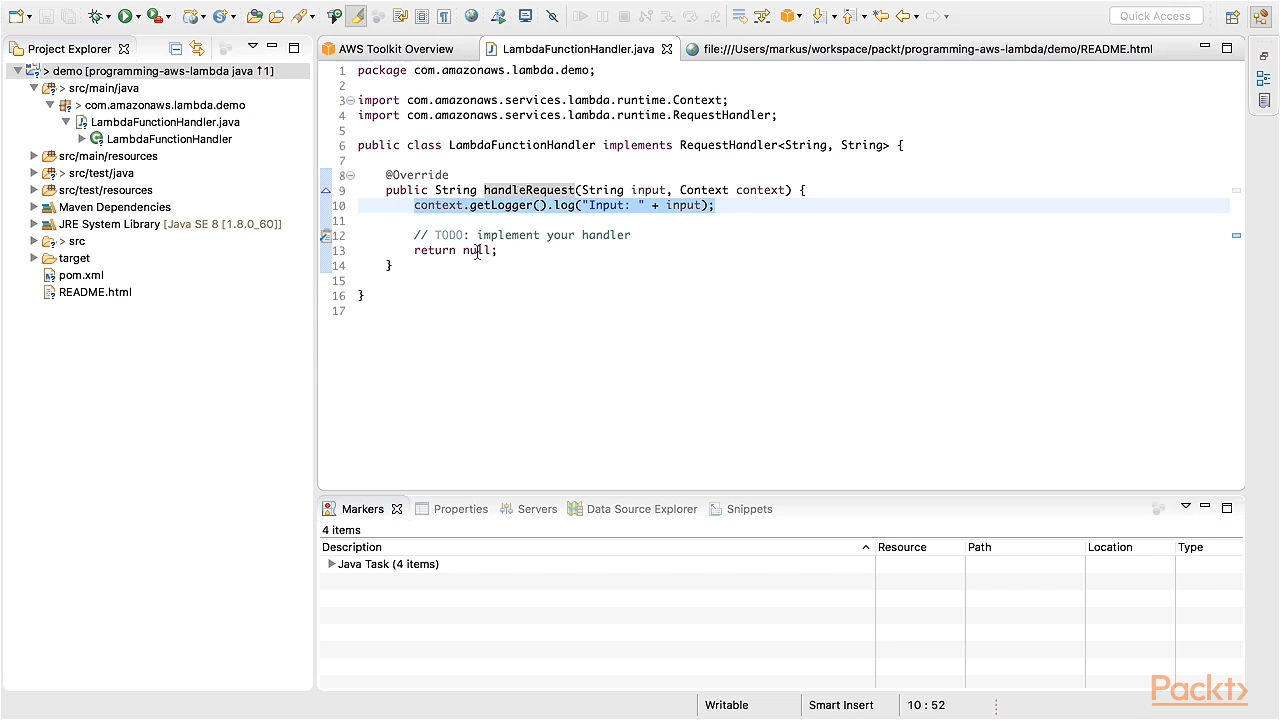 Quick Access
Project Explorer
AWS Toolkit Overview
LambdaFunctionHandler.java
file:///Users/markus/workspace/packt/programming-aws-lambda/demo/README.html
> demo [programming-aws-lambda java ↑1]
> src/main/java
> com.amazonaws.lambda.demo
LambdaFunctionHandler.java
LambdaFunctionHandler
src/main/resources
> src/test/java
src/test/resources
Maven Dependencies
JRE System Library [Java SE 8 [1.8.0_60]]
> src
target
pom.xml
README.html
1 package com.amazonaws.lambda.demo;
2
3 import com.amazonaws.services.lambda.runtime.Context;
4 import com.amazonaws.services.lambda.runtime.RequestHandler;
5
6 public class LambdaFunctionHandler implements RequestHandler<String, String> {
7
8 @Override
9 public String handleRequest(String input, Context context) {
10 context.getLogger().log("Input: " + input);
11
12 // TODO: implement your handler
13 return null;
14 }
15
16 }
17
Markers
Properties
Servers
Data Source Explorer
Snippets
4 items
Description Resource Path Location Type
Java Task (4 items)
Packt>
Writable Smart Insert 10 : 52